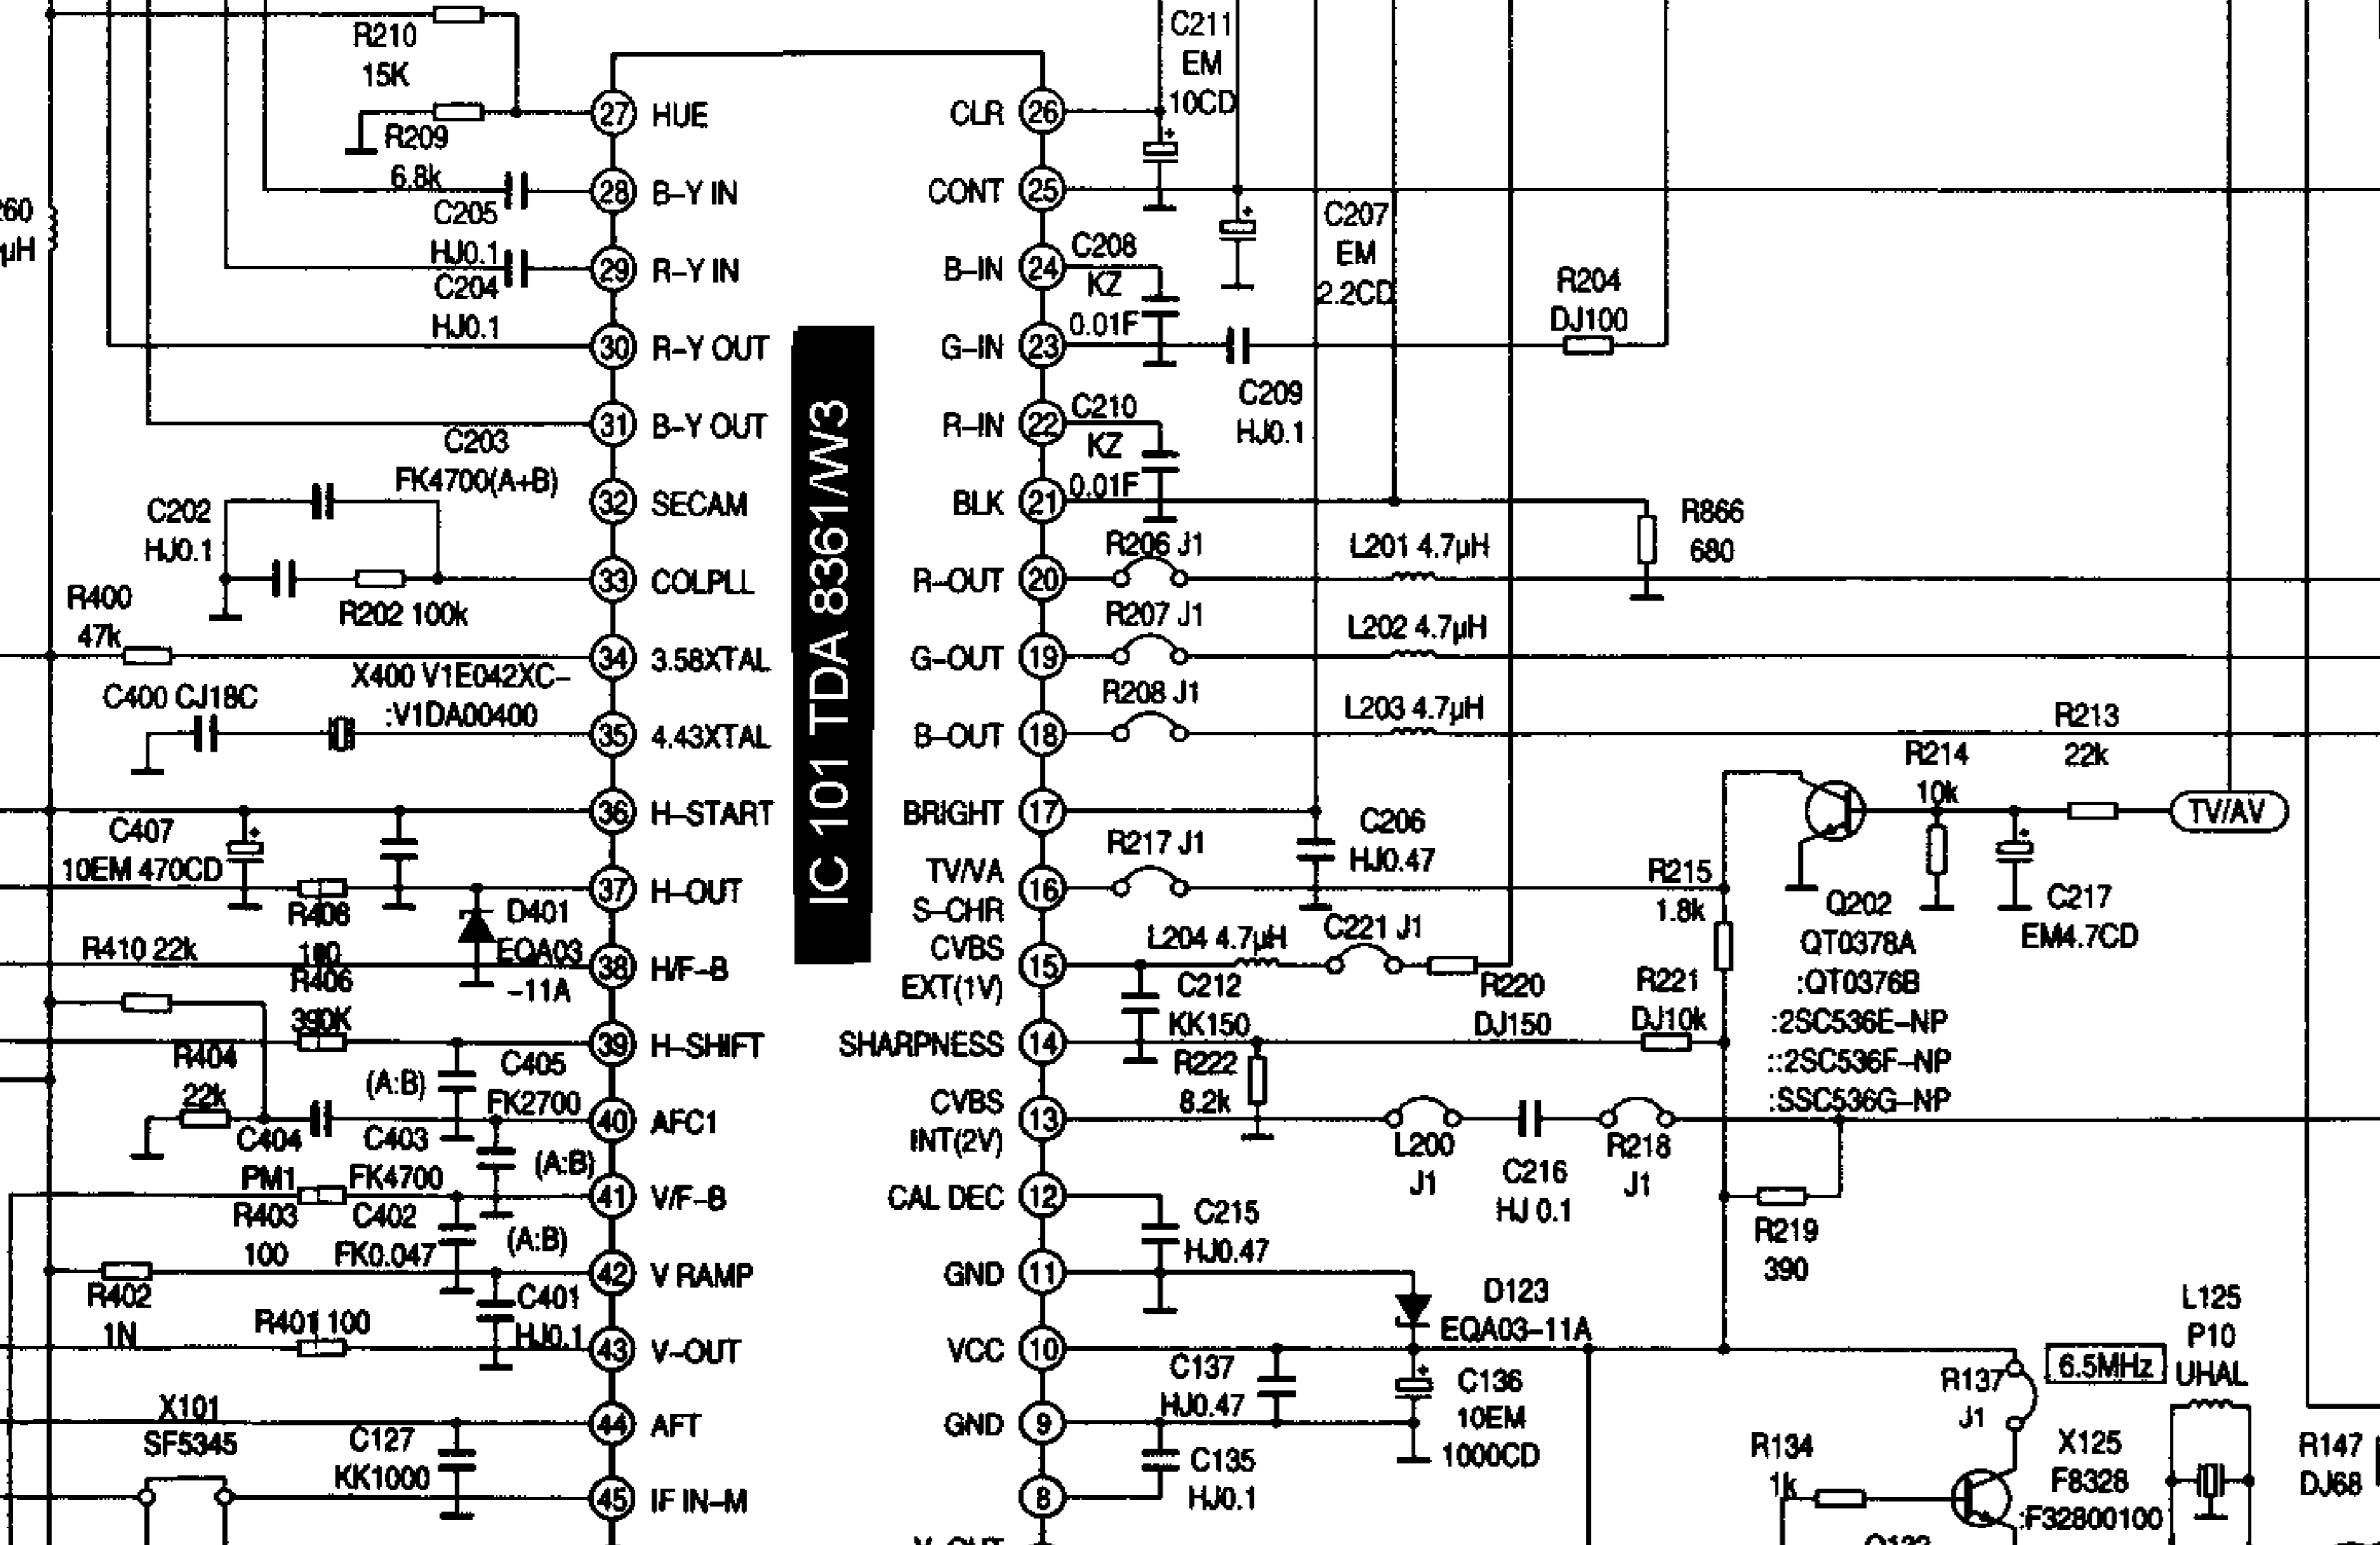 R210
15K
R209
6.8k
C205
HJ0.1
C204
HJ0.1
260
µH
C203
FK4700(A+B)
C202
HJ0.1
R202 100k
R400
47k
X400 V1E042XC-
:V1DA00400
C400 CJ18C
C407
10EM 470CD
R408
100
D401
EQA03
-11A
R410 22k
R406
390K
R404
22k
(A:B)
C405
FK2700
C404
PM1
C403
FK4700
(A:B)
R403
100
C402
FK0.047
(A:B)
R402
1N
R401 100
C401
HJ0.1
X101
SF5345
C127
KK1000
27 HUE
28 B-Y IN
29 R-Y IN
30 R-Y OUT
31 B-Y OUT
32 SECAM
33 COLPLL
34 3.58XTAL
35 4.43XTAL
36 H-START
37 H-OUT
38 H/F-B
39 H-SHIFT
40 AFC1
41 V/F-B
42 V RAMP
43 V-OUT
44 AFT
45 IF IN-M
IC 101 TDA 8361/W3
CLR 26
CONT 25
B-IN 24
G-IN 23
R-IN 22
BLK 21
R-OUT 20
G-OUT 19
B-OUT 18
BRIGHT 17
TV/VA
S-CHR
16
CVBS
EXT(1V)
15
SHARPNESS 14
CVBS
INT(2V)
13
CAL DEC 12
GND 11
VCC 10
GND 9
8
C211
EM
10CD
C207
EM
2.2CD
C208
KZ
0.01F
C209
HJ0.1
R204
DJ100
C210
KZ
0.01F
R866
680
R206 J1
L201 4.7µH
R207 J1
L202 4.7µH
R208 J1
L203 4.7µH
R213
22k
R214
10k
TV/AV
C206
HJ0.47
R217 J1
R215
1.8k
C217
EM4.7CD
Q202
QT0378A
:QT0376B
:2SC536E-NP
::2SC536F-NP
:SSC536G-NP
L204 4.7µH
C221 J1
C212
KK150
R220
DJ150
R221
DJ10k
R222
8.2k
L200
J1
C216
HJ 0.1
R218
J1
R219
390
C215
HJ0.47
D123
EQA03-11A
C137
HJ0.47
C136
10EM
1000CD
C135
HJ0.1
R137
J1
6.5MHz
L125
P10
UHAL
R134
1k
X125
F8328
:F32800100
R147
DJ68